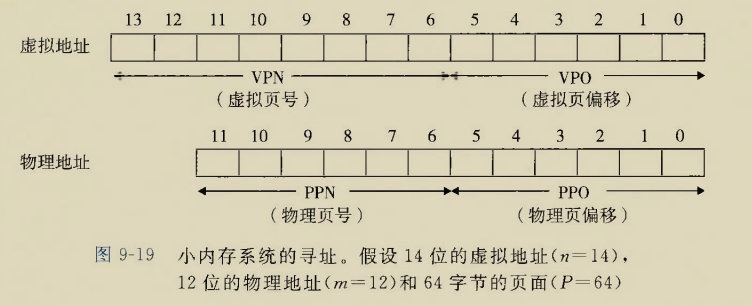 13 12 11 10 9 8 7 6 5 4 3 2 1 0
虚拟地址
VPN VPO
(虚拟页号) (虚拟页偏移)
11 10 9 8 7 6 5 4 3 2 1 0
物理地址
PPN PPO
(物理页号) (物理页偏移)
图 9-19 小内存系统的寻址。假设 14 位的虚拟地址(n=14),
12 位的物理地址(m=12)和 64 字节的页面(P=64)